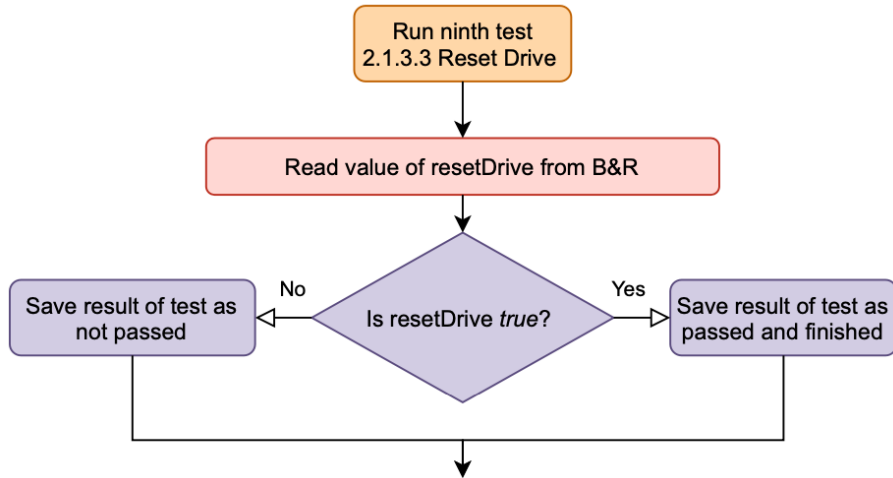 Run ninth test
2.1.3.3 Reset Drive
Read value of resetDrive from B&R
No
Yes
Save result of test as
not passed
Is resetDrive true?
Save result of test as
passed and finished